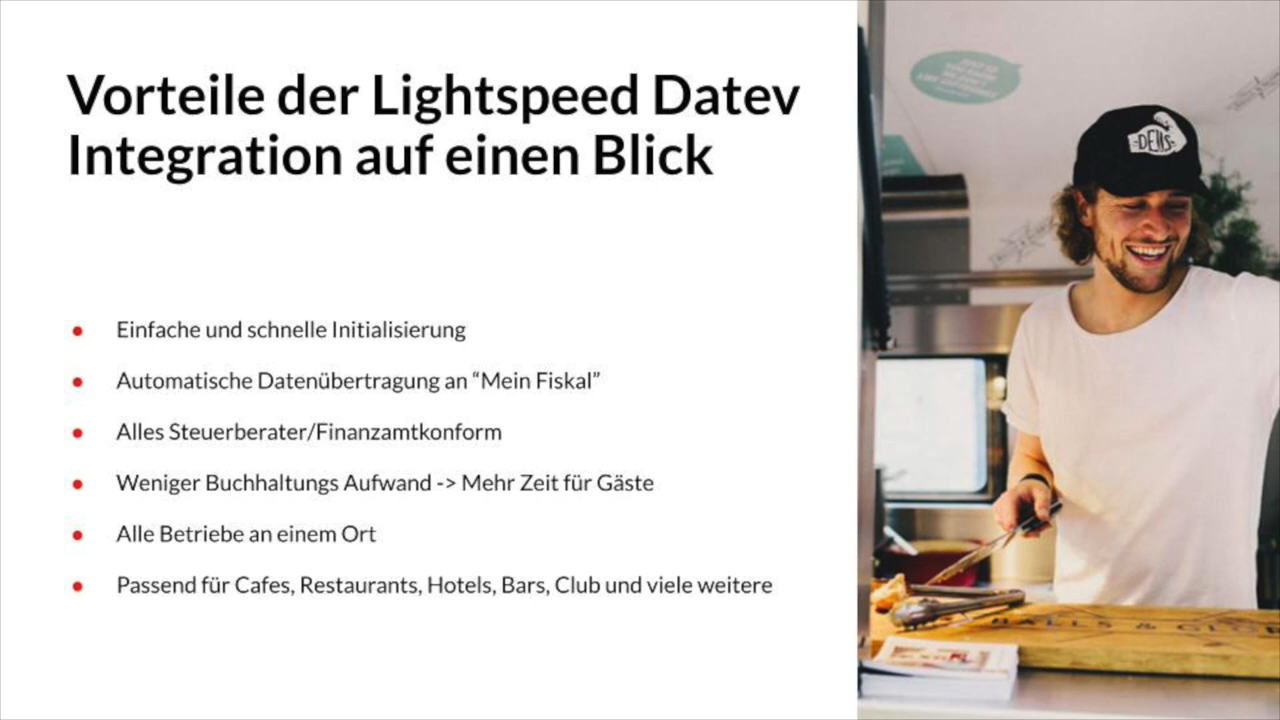 Vorteile der Lightspeed Datev
Integration auf einen Blick
Einfache und schnelle Initialisierung
Automatische Datenübertragung an “Mein Fiskal”
Alles Steuerberater/Finanzamtkonform
Weniger Buchhaltungs Aufwand -> Mehr Zeit für Gäste
Alle Betriebe an einem Ort
Passend für Cafes, Restaurants, Hotels, Bars, Club und viele weitere
DEWS